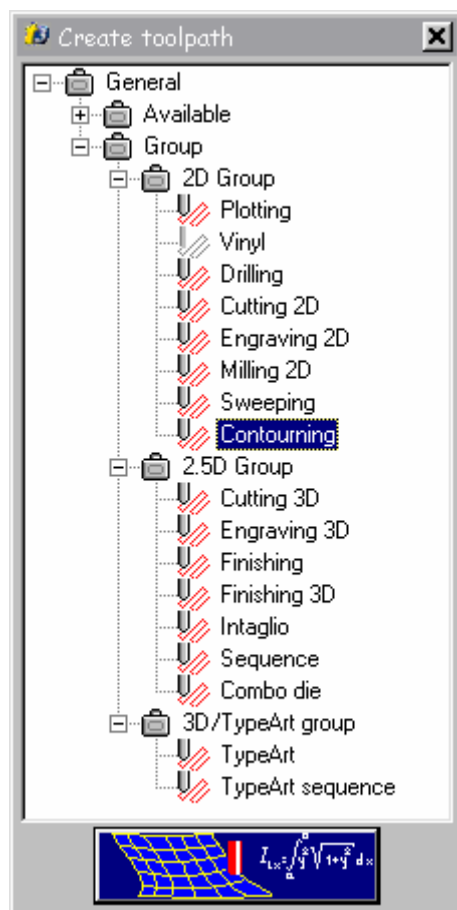 Create toolpath
General
Available
Group
2D Group
Plotting
Vinyl
Drilling
Cutting 2D
Engraving 2D
Milling 2D
Sweeping
Contourning
2.5D Group
Cutting 3D
Engraving 3D
Finishing
Finishing 3D
Intaglio
Sequence
Combo die
3D/TypeArt group
TypeArt
TypeArt sequence